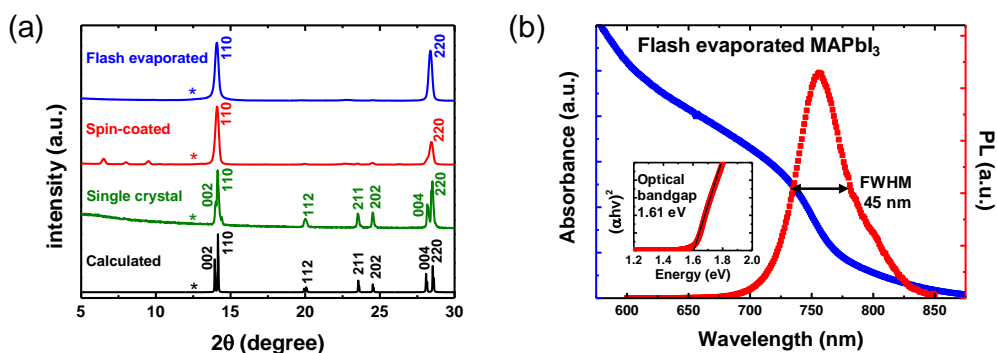 (a)
Intensity (a.u.)
Flash evaporated
*
110
220
Spin-coated
*
110
220
Single crystal
*
002
110
112
211
202
004
220
Calculated
*
002
110
112
211
202
004
220
5 10 15 20 25 30
2θ (degree)
(b)
Flash evaporated MAPbI₃
Absorbance (a.u.)
PL (a.u.)
FWHM
45 nm
Optical
bandgap
1.61 eV
(αhν)²
1.2 1.4 1.6 1.8 2.0
Energy (eV)
600 650 700 750 800 850
Wavelength (nm)